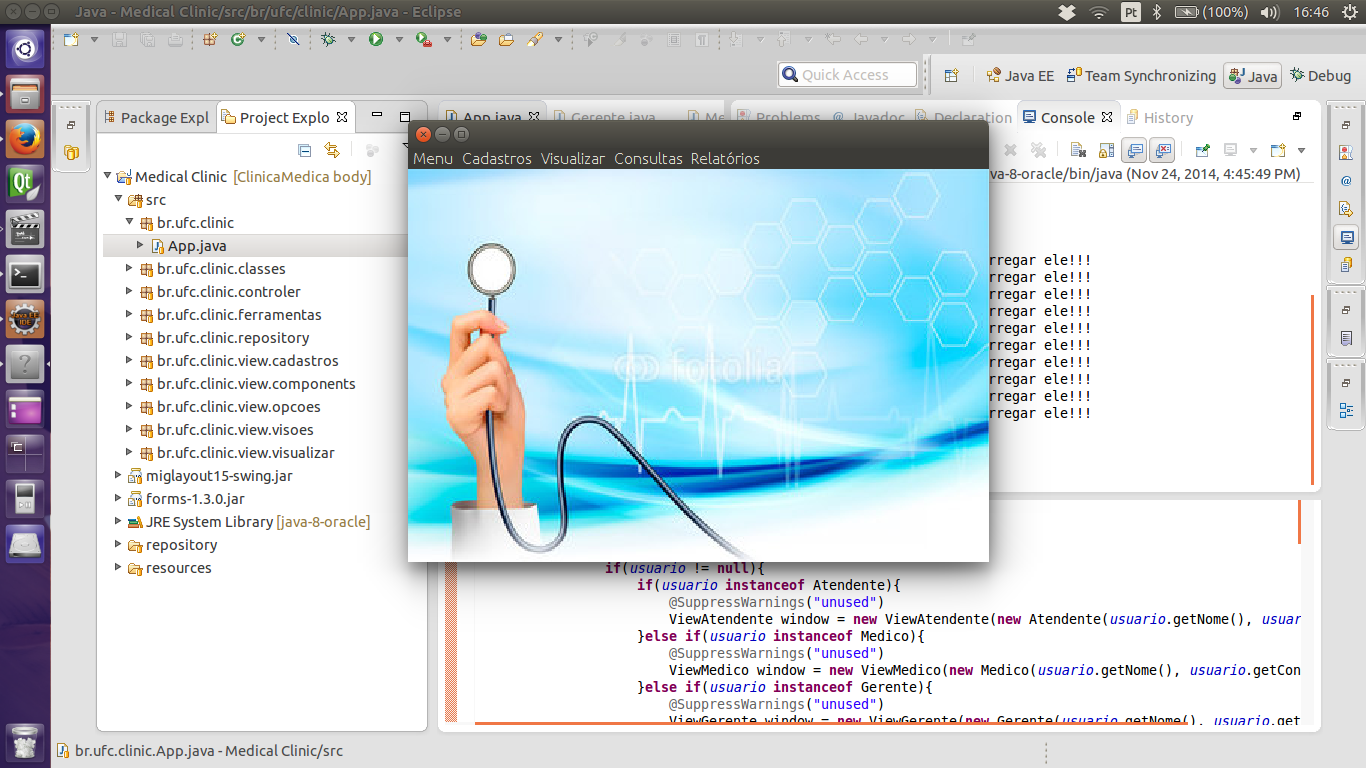 Java - Medical Clinic/src/br/ufc/clinic/App.java - Eclipse
Pt (100%) 16:46
Quick Access
Java EE Team Synchronizing Java Debug
Package Expl Project Explo
App.java Gerente.java Me
Problems @ Javadoc Declaration Console History
Menu Cadastros Visualizar Consultas Relatórios
va-8-oracle/bin/java (Nov 24, 2014, 4:45:49 PM)
Medical Clinic [ClinicaMedica body]
src
br.ufc.clinic
App.java
br.ufc.clinic.classes
br.ufc.clinic.controler
br.ufc.clinic.ferramentas
br.ufc.clinic.repository
br.ufc.clinic.view.cadastros
br.ufc.clinic.view.components
br.ufc.clinic.view.opcoes
br.ufc.clinic.view.visoes
br.ufc.clinic.view.visualizar
miglayout15-swing.jar
forms-1.3.0.jar
JRE System Library [java-8-oracle]
repository
resources
rregar ele!!!
rregar ele!!!
rregar ele!!!
rregar ele!!!
rregar ele!!!
rregar ele!!!
rregar ele!!!
rregar ele!!!
rregar ele!!!
rregar ele!!!
fotolia
if(usuario != null){
if(usuario instanceof Atendente){
@SuppressWarnings("unused")
ViewAtendente window = new ViewAtendente(new Atendente(usuario.getNome(), usuar
}else if(usuario instanceof Medico){
@SuppressWarnings("unused")
ViewMedico window = new ViewMedico(new Medico(usuario.getNome(), usuario.getCon
}else if(usuario instanceof Gerente){
@SuppressWarnings("unused")
ViewGerente window = new ViewGerente(new Gerente(usuario.getNome(), usuario.get
br.ufc.clinic.App.java - Medical Clinic/src